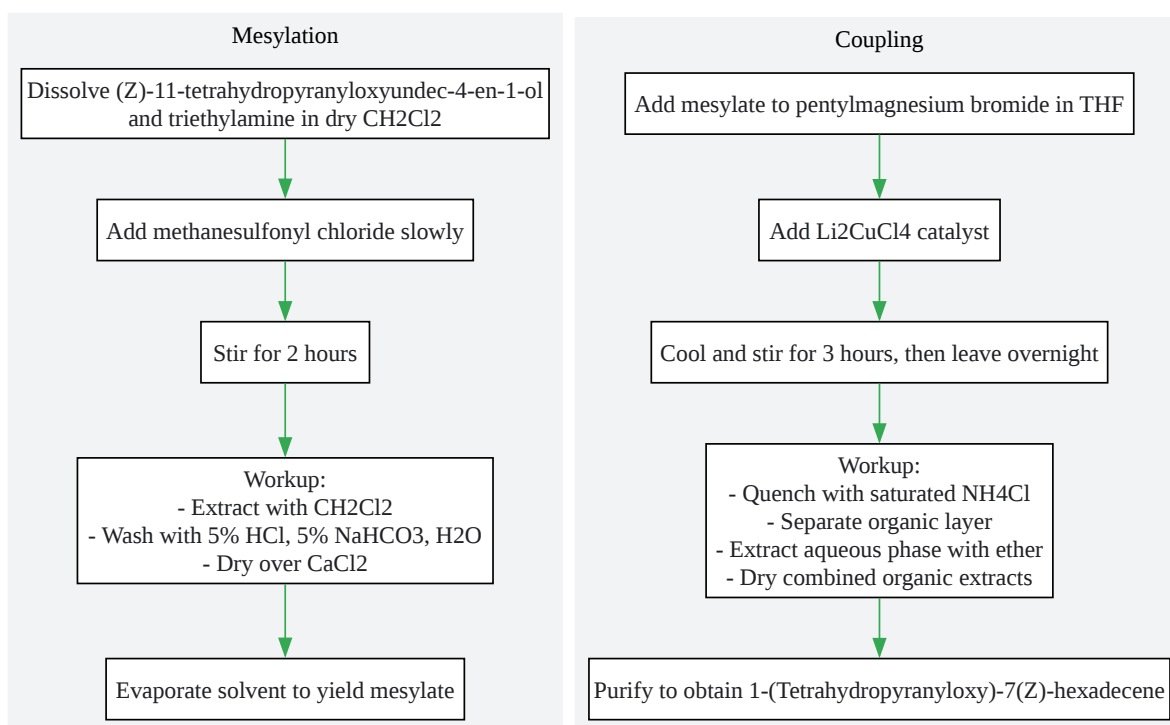 Mesylation
Dissolve (Z)-11-tetrahydropyranyloxyundec-4-en-1-ol
and triethylamine in dry CH2Cl2
Add methanesulfonyl chloride slowly
Stir for 2 hours
Workup:
- Extract with CH2Cl2
- Wash with 5% HCl, 5% NaHCO3, H2O
- Dry over CaCl2
Evaporate solvent to yield mesylate
Coupling
Add mesylate to pentylmagnesium bromide in THF
Add Li2CuCl4 catalyst
Cool and stir for 3 hours, then leave overnight
Workup:
- Quench with saturated NH4Cl
- Separate organic layer
- Extract aqueous phase with ether
- Dry combined organic extracts
Purify to obtain 1-(Tetrahydropyranyloxy)-7(Z)-hexadecene